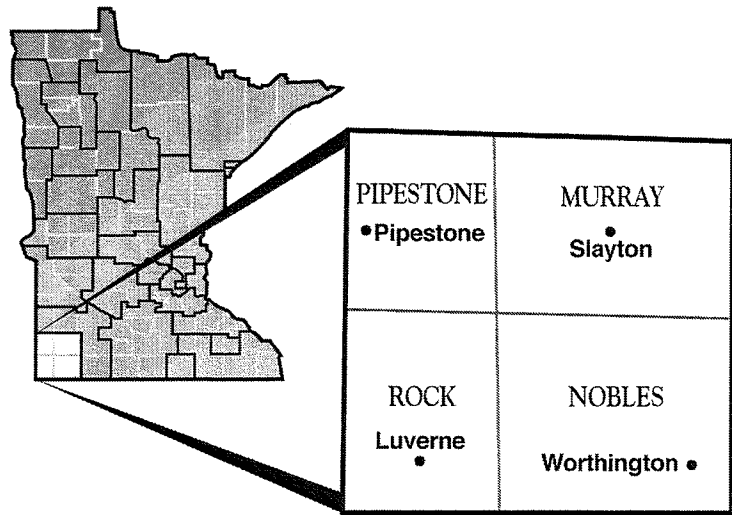 PIPESTONE
Pipestone
MURRAY
Slayton
ROCK
Luverne
NOBLES
Worthington